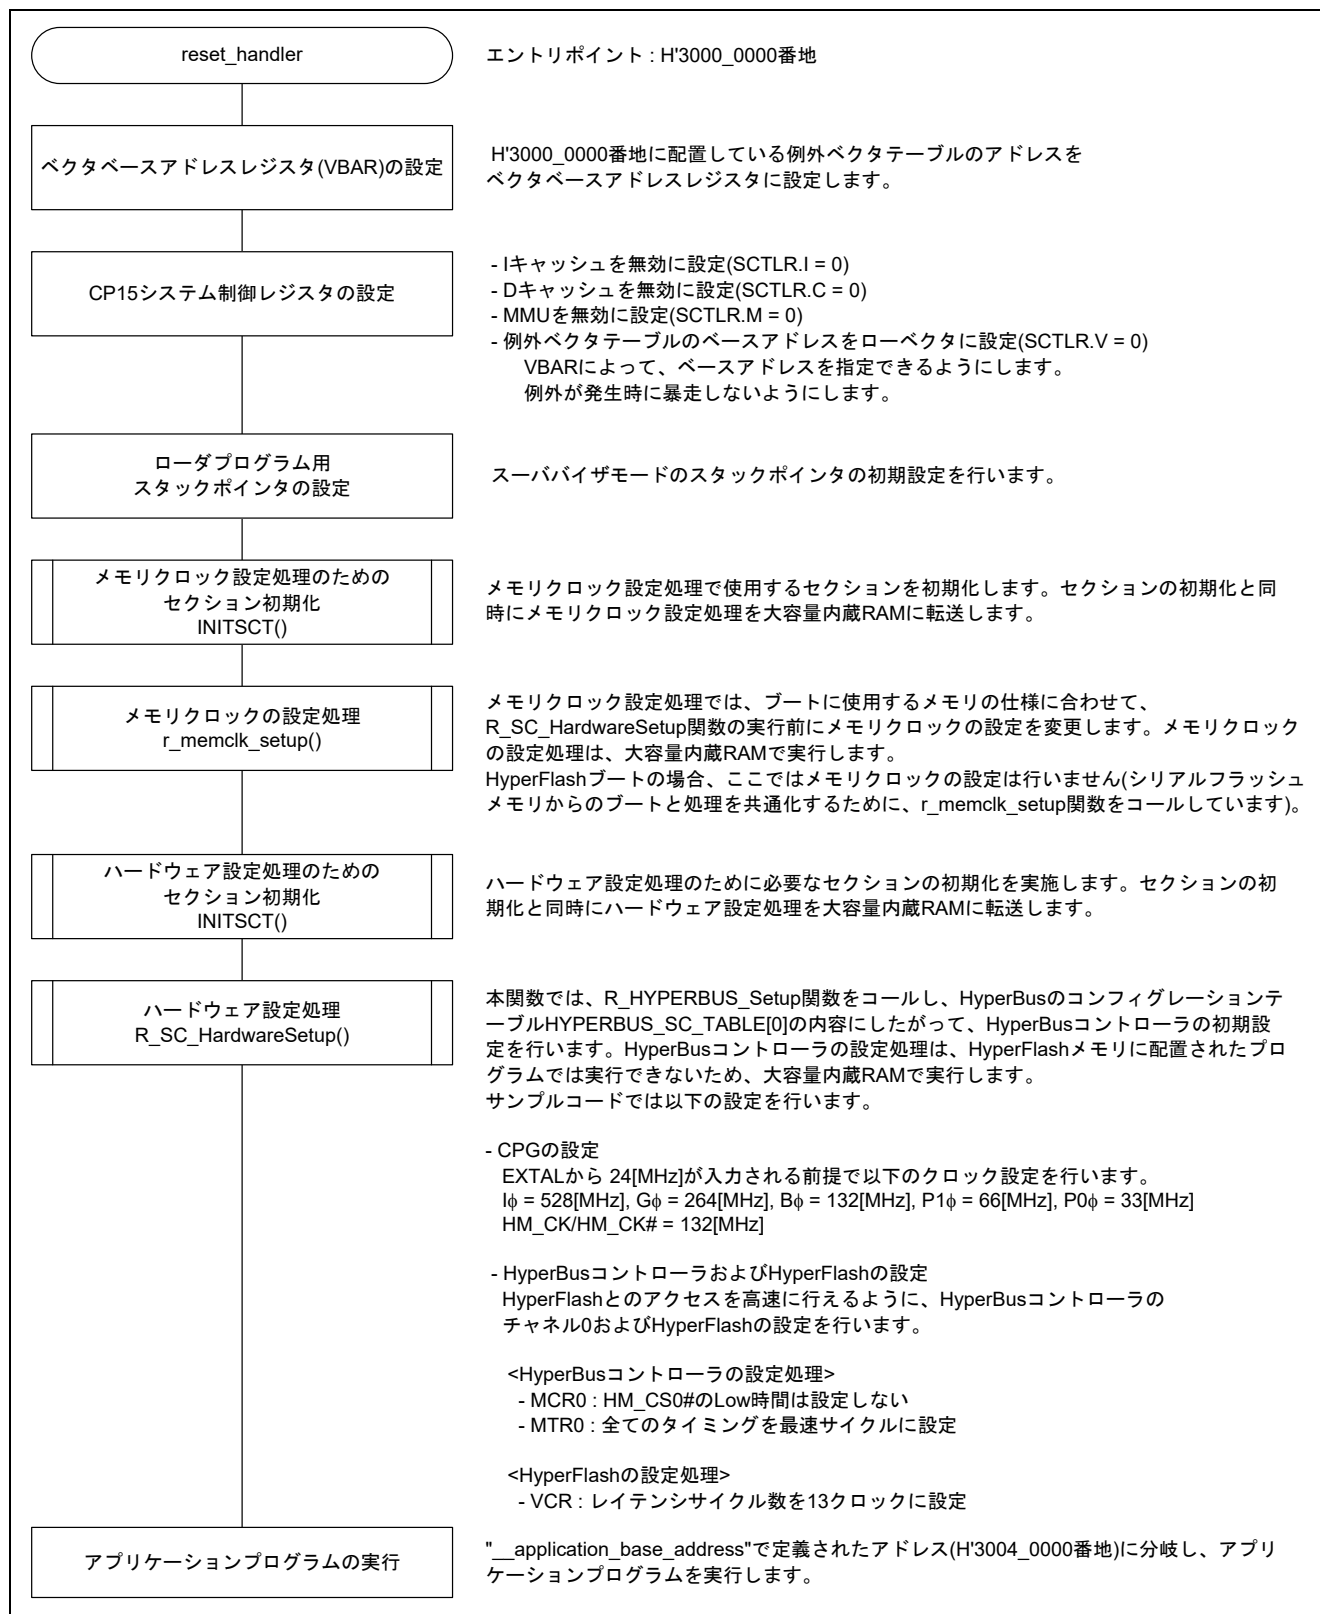 reset_handler
エントリポイント : H'3000_0000番地
ベクタベースアドレスレジスタ(VBAR)の設定
H'3000_0000番地に配置している例外ベクタテーブルのアドレスを
ベクタベースアドレスレジスタに設定します。
CP15システム制御レジスタの設定
- Iキャッシュを無効に設定(SCTLR.I = 0)
- Dキャッシュを無効に設定(SCTLR.C = 0)
- MMUを無効に設定(SCTLR.M = 0)
- 例外ベクタテーブルのベースアドレスをローベクタに設定(SCTLR.V = 0)
VBARによって、ベースアドレスを指定できるようにします。
例外が発生時に暴走しないようにします。
ローダプログラム用
スタックポインタの設定
スーパバイザモードのスタックポインタの初期設定を行います。
メモリクロック設定処理のための
セクション初期化
INITSCT()
メモリクロック設定処理で使用するセクションを初期化します。セクションの初期化と同
時にメモリクロック設定処理を大容量内蔵RAMに転送します。
メモリクロックの設定処理
r_memclk_setup()
メモリクロック設定処理では、ブートに使用するメモリの仕様に合わせて、
R_SC_HardwareSetup関数の実行前にメモリクロックの設定を変更します。メモリクロック
の設定処理は、大容量内蔵RAMで実行します。
HyperFlashブートの場合、ここではメモリクロックの設定は行いません(シリアルフラッシュ
メモリからのブートと処理を共通化するために、r_memclk_setup関数をコールしています)。
ハードウェア設定処理のための
セクション初期化
INITSCT()
ハードウェア設定処理のために必要なセクションの初期化を実施します。セクションの初
期化と同時にハードウェア設定処理を大容量内蔵RAMに転送します。
ハードウェア設定処理
R_SC_HardwareSetup()
本関数では、R_HYPERBUS_Setup関数をコールし、HyperBusのコンフィグレーションテ
ーブルHYPERBUS_SC_TABLE[0]の内容にしたがって、HyperBusコントローラの初期設
定を行います。HyperBusコントローラの設定処理は、HyperFlashメモリに配置されたプロ
グラムでは実行できないため、大容量内蔵RAMで実行します。
サンプルコードでは以下の設定を行います。
- CPGの設定
EXTALから 24[MHz]が入力される前提で以下のクロック設定を行います。
Iφ = 528[MHz], Gφ = 264[MHz], Bφ = 132[MHz], P1φ = 66[MHz], P0φ = 33[MHz]
HM_CK/HM_CK# = 132[MHz]
- HyperBusコントローラおよびHyperFlashの設定
HyperFlashとのアクセスを高速に行えるように、HyperBusコントローラの
チャネル0およびHyperFlashの設定を行います。
<HyperBusコントローラの設定処理>
- MCR0 : HM_CS0#のLow時間は設定しない
- MTR0 : 全てのタイミングを最速サイクルに設定
<HyperFlashの設定処理>
- VCR : レイテンシサイクル数を13クロックに設定
アプリケーションプログラムの実行
"__application_base_address"で定義されたアドレス(H'3004_0000番地)に分岐し、アプリ
ケーションプログラムを実行します。